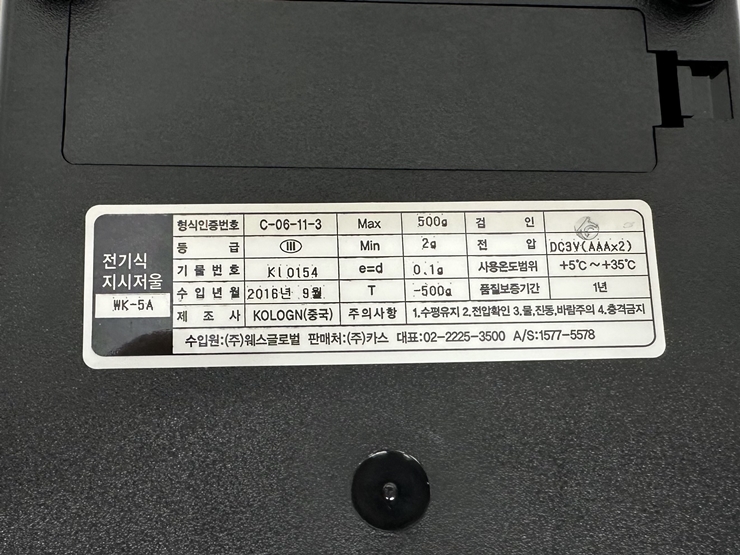 전기식
지시저울
WK-5A
형식인증번호 C-06-11-3 Max 500g 검 인
등 급 Ⅲ Min 2g 전 압 DC3V(AAAx2)
기 물 번 호 KI0154 e=d 0.1g 사용온도범위 +5℃~+35℃
수 입 년 월 2016년 9월 T -500g 품질보증기간 1년
제 조 사 KOLOGN(중국) 주 의 사 항 1.수평유지 2.전압확인 3.물,진동,바람주의 4.충격금지
수입원:(주)웨스글로벌 판매처:(주)카스 대표:02-2225-3500 A/S:1577-5578